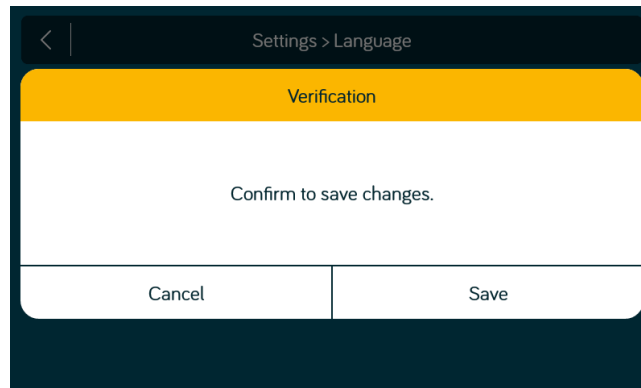 Settings > Language
Verification
Confirm to save changes.
Cancel
Save